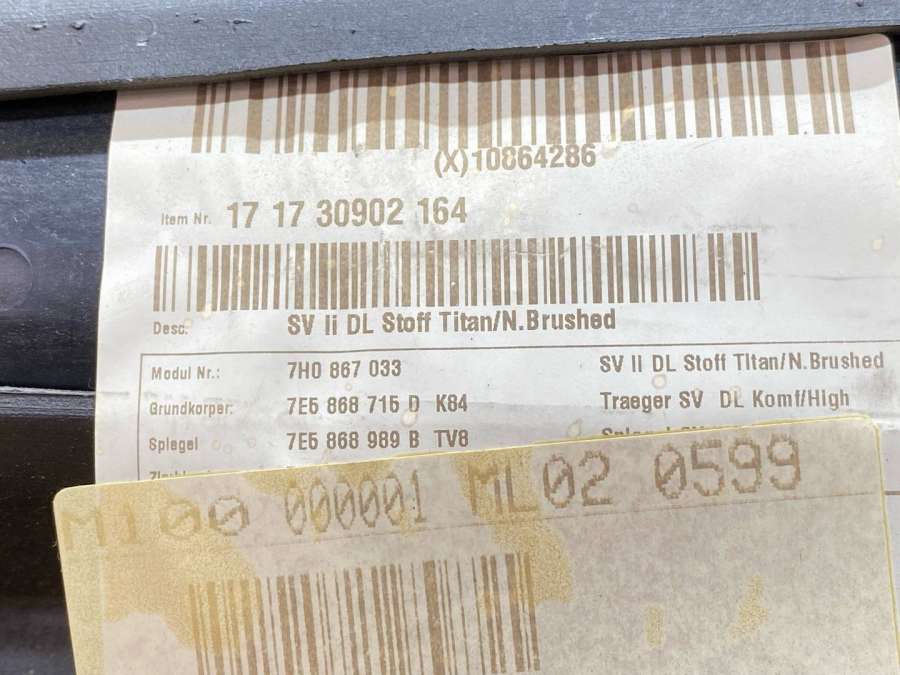 (X)10864286
Item Nr. 17 17 30902 164
Desc. SV Ii DL Stoff Titan/N.Brushed
Modul Nr.: 7H0 867 033 SV II DL Stoff Titan/N.Brushed
Grundkorper: 7E5 868 715 D K84 Traeger SV DL Komf/High
Spiegel 7E5 868 989 B TV8
M100 000001 ML02 0599